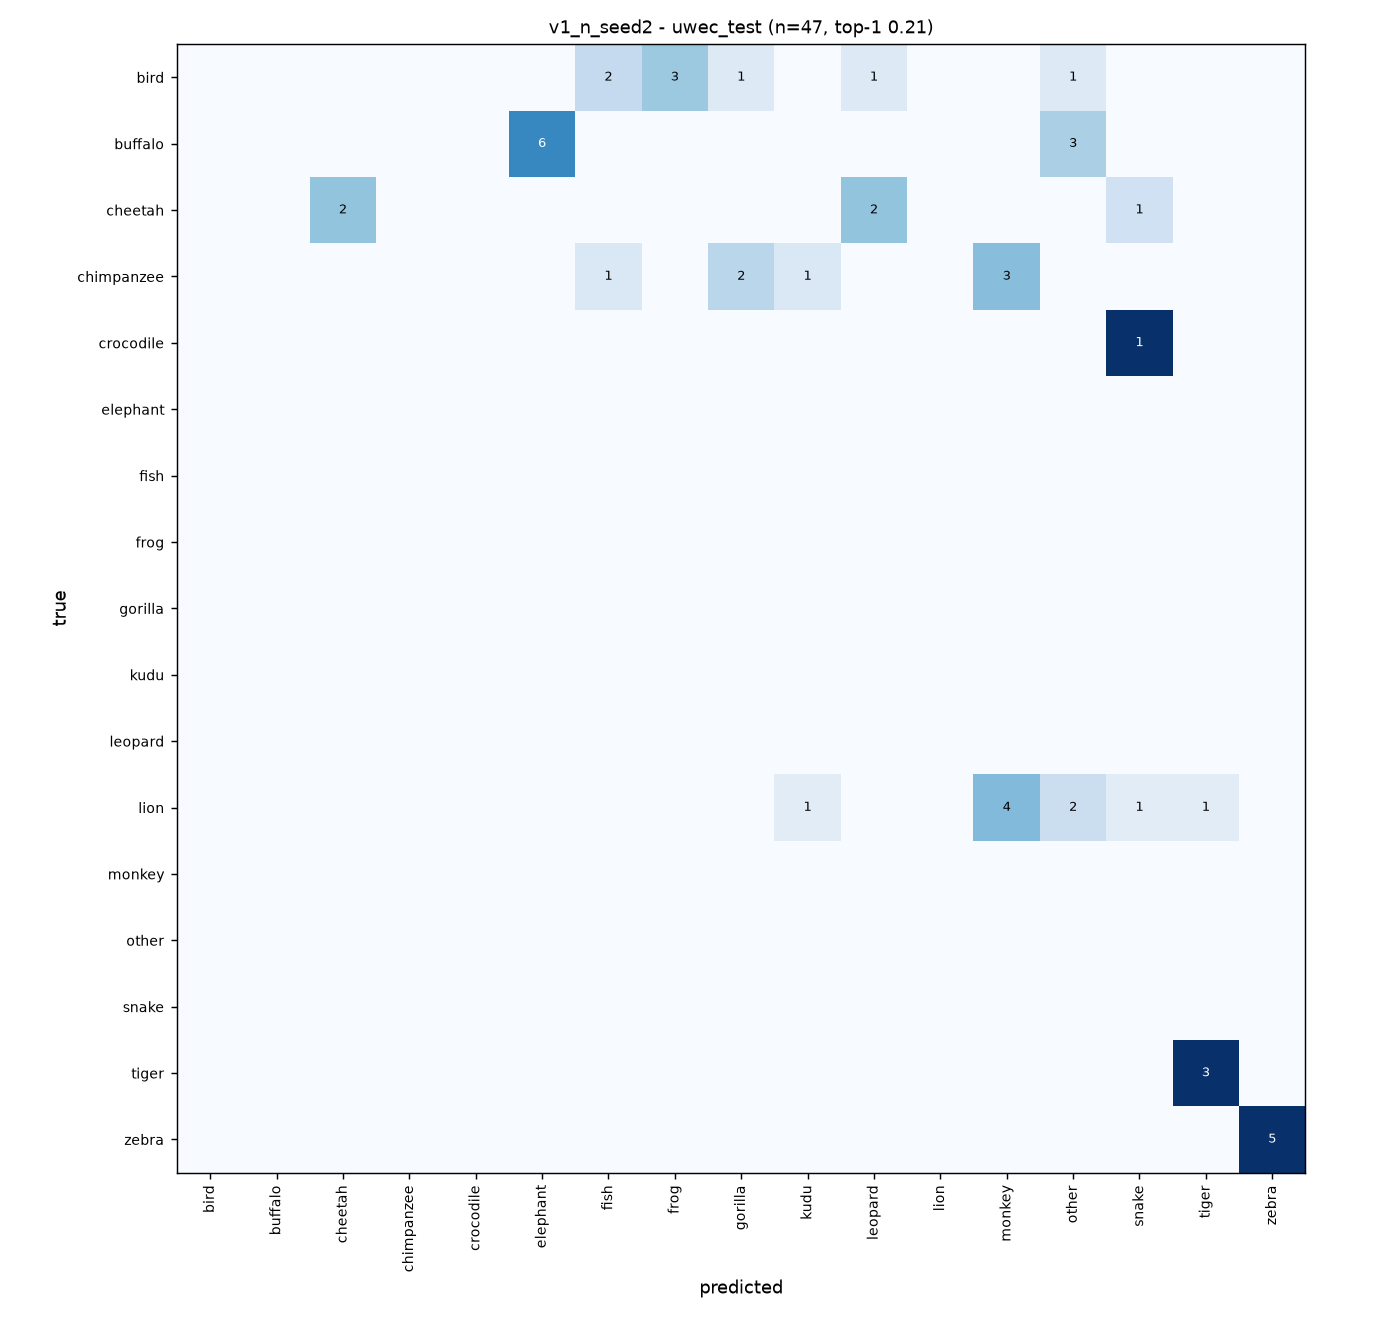 v1_n_seed2 - uwec_test (n=47, top-1 0.21)
bird 2 3 1 1 1
buffalo 6 3
cheetah 2 2 1
chimpanzee 1 2 1 3
crocodile 1
elephant
fish
frog
gorilla
kudu
leopard
lion 1 4 2 1 1
monkey
other
snake
tiger 3
zebra 5
true
bird buffalo cheetah chimpanzee crocodile elephant fish frog gorilla kudu leopard lion monkey other snake tiger zebra
predicted